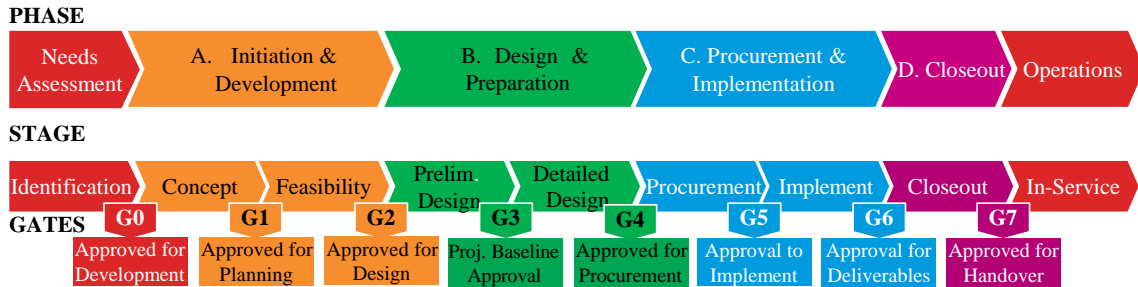 PHASE
Needs
Assessment
A. Initiation &
Development
B. Design &
Preparation
C. Procurement &
Implementation
D. Closeout
Operations
STAGE
Identification
Concept
Feasibility
Prelim.
Design
Detailed
Design
Procurement
Implement
Closeout
In-Service
GATES
G0
G1
G2
G3
G4
G5
G6
G7
Approved for
Development
Approved for
Planning
Approved for
Design
Proj. Baseline
Approval
Approved for
Procurement
Approval to
Implement
Approval for
Deliverables
Approved for
Handover